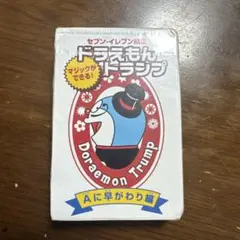 セブン-イレブン限定
ドラえもん
マジックが
できる!
トランプ
Doraemon Trump
Aに早がわり編